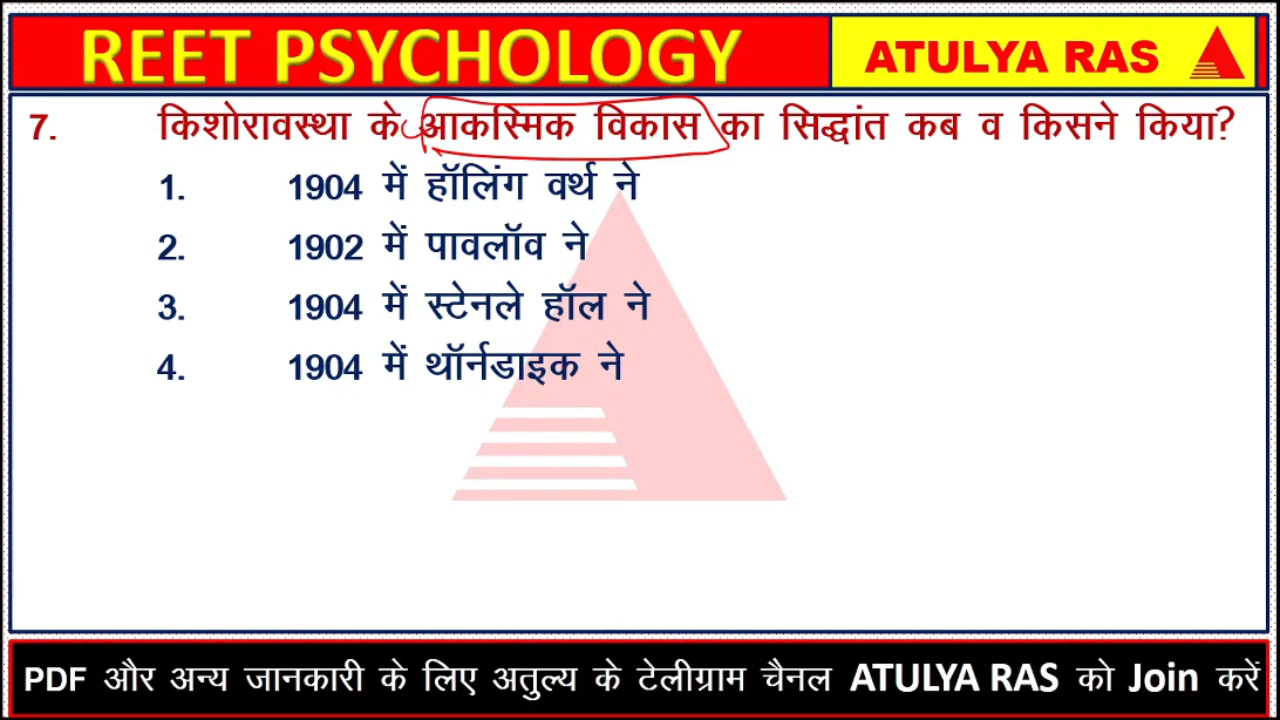 REET PSYCHOLOGY
ATULYA RAS
7. किशोरावस्था के आकस्मिक विकास का सिद्धांत कब व किसने किया?
1. 1904 में हॉलिंग वर्थ ने
2. 1902 में पावलॉव ने
3. 1904 में स्टेनले हॉल ने
4. 1904 में थॉर्नडाइक ने
PDF और अन्य जानकारी के लिए अतुल्य के टेलीग्राम चैनल ATULYA RAS को Join करें